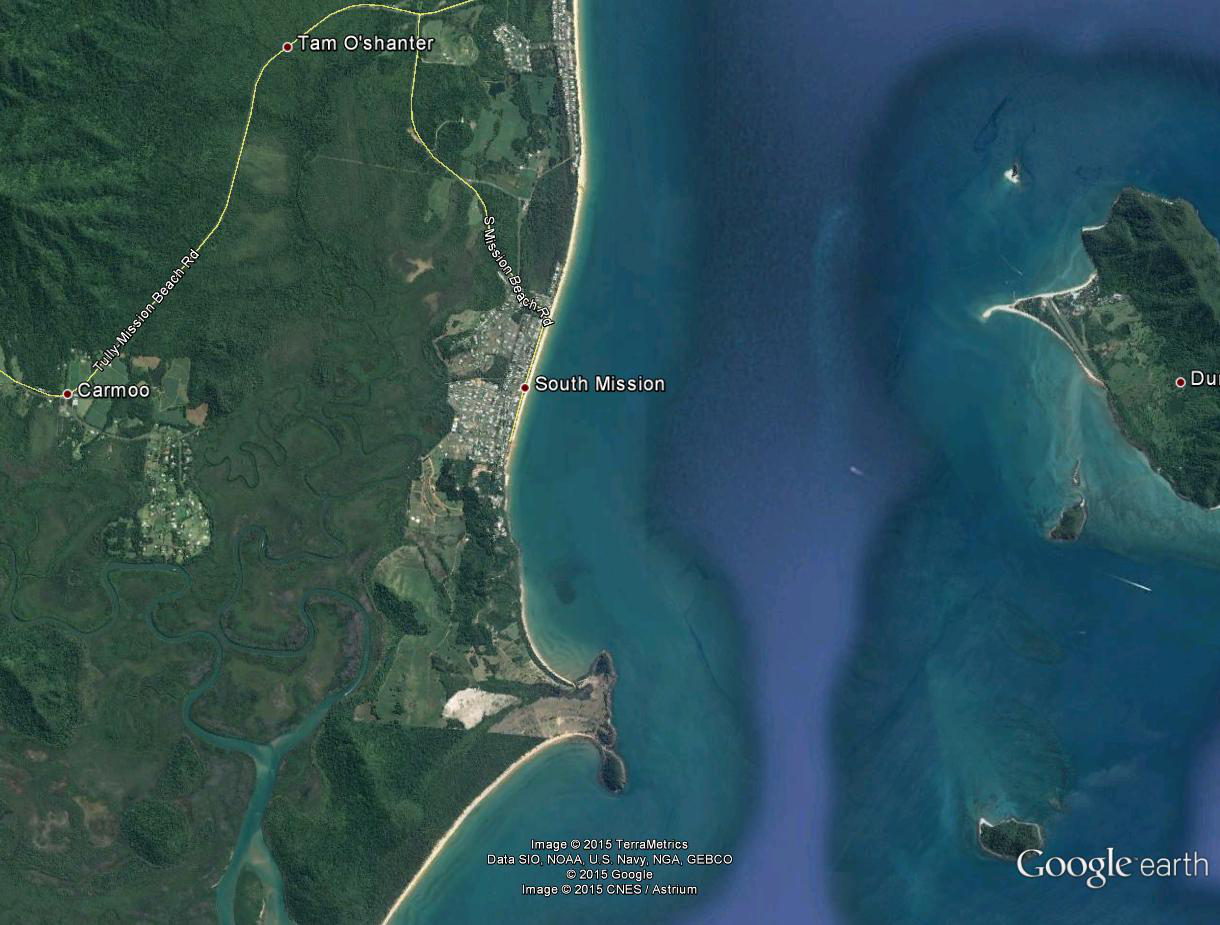 Tam O'shanter
S Mission Beach Rd
Tully-Mission-Beach-Rd
South Mission
Dun
Carmoo
Image © 2015 TerraMetrics
Data SIO, NOAA, U.S. Navy, NGA, GEBCO
© 2015 Google
Image © 2015 CNES / Astrium
Google earth